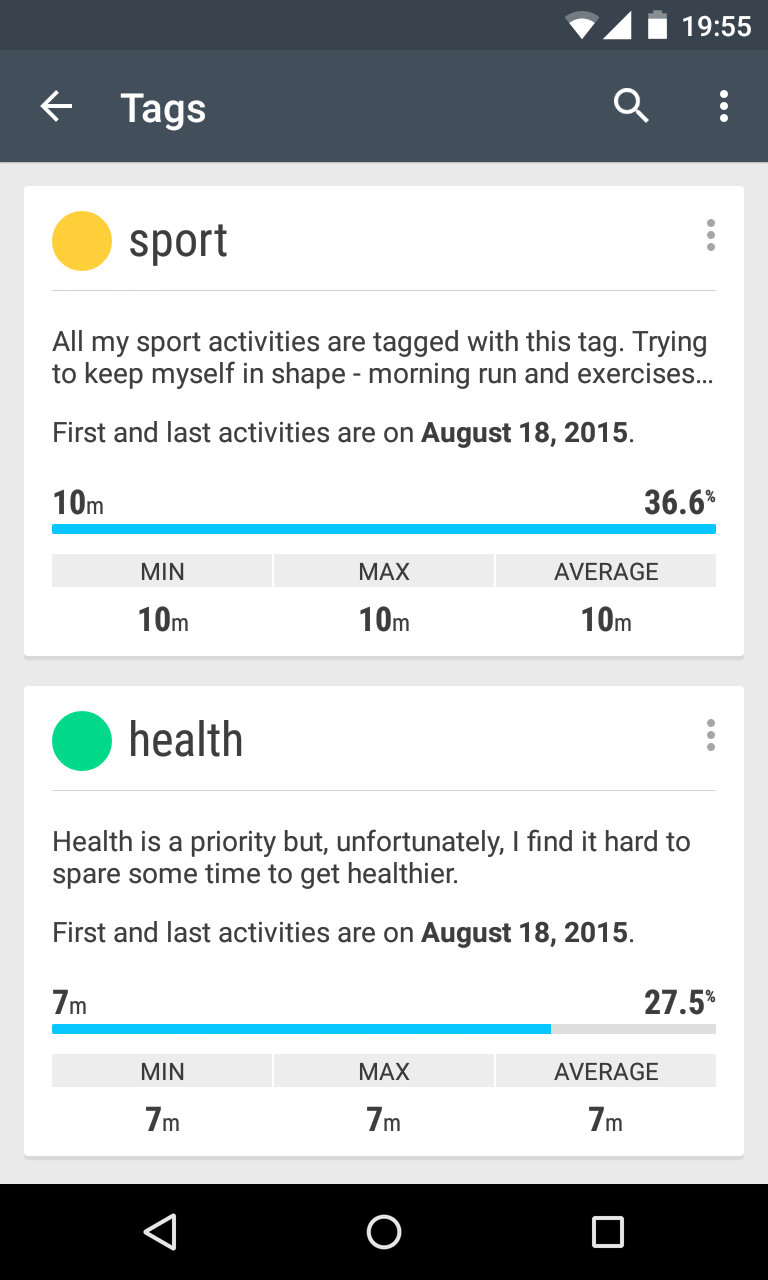 19:55
Tags
sport
All my sport activities are tagged with this tag. Trying
to keep myself in shape - morning run and exercises…
First and last activities are on August 18, 2015.
10m 36.6%
MIN MAX AVERAGE
10m 10m 10m
health
Health is a priority but, unfortunately, I find it hard to
spare some time to get healthier.
First and last activities are on August 18, 2015.
7m 27.5%
MIN MAX AVERAGE
7m 7m 7m